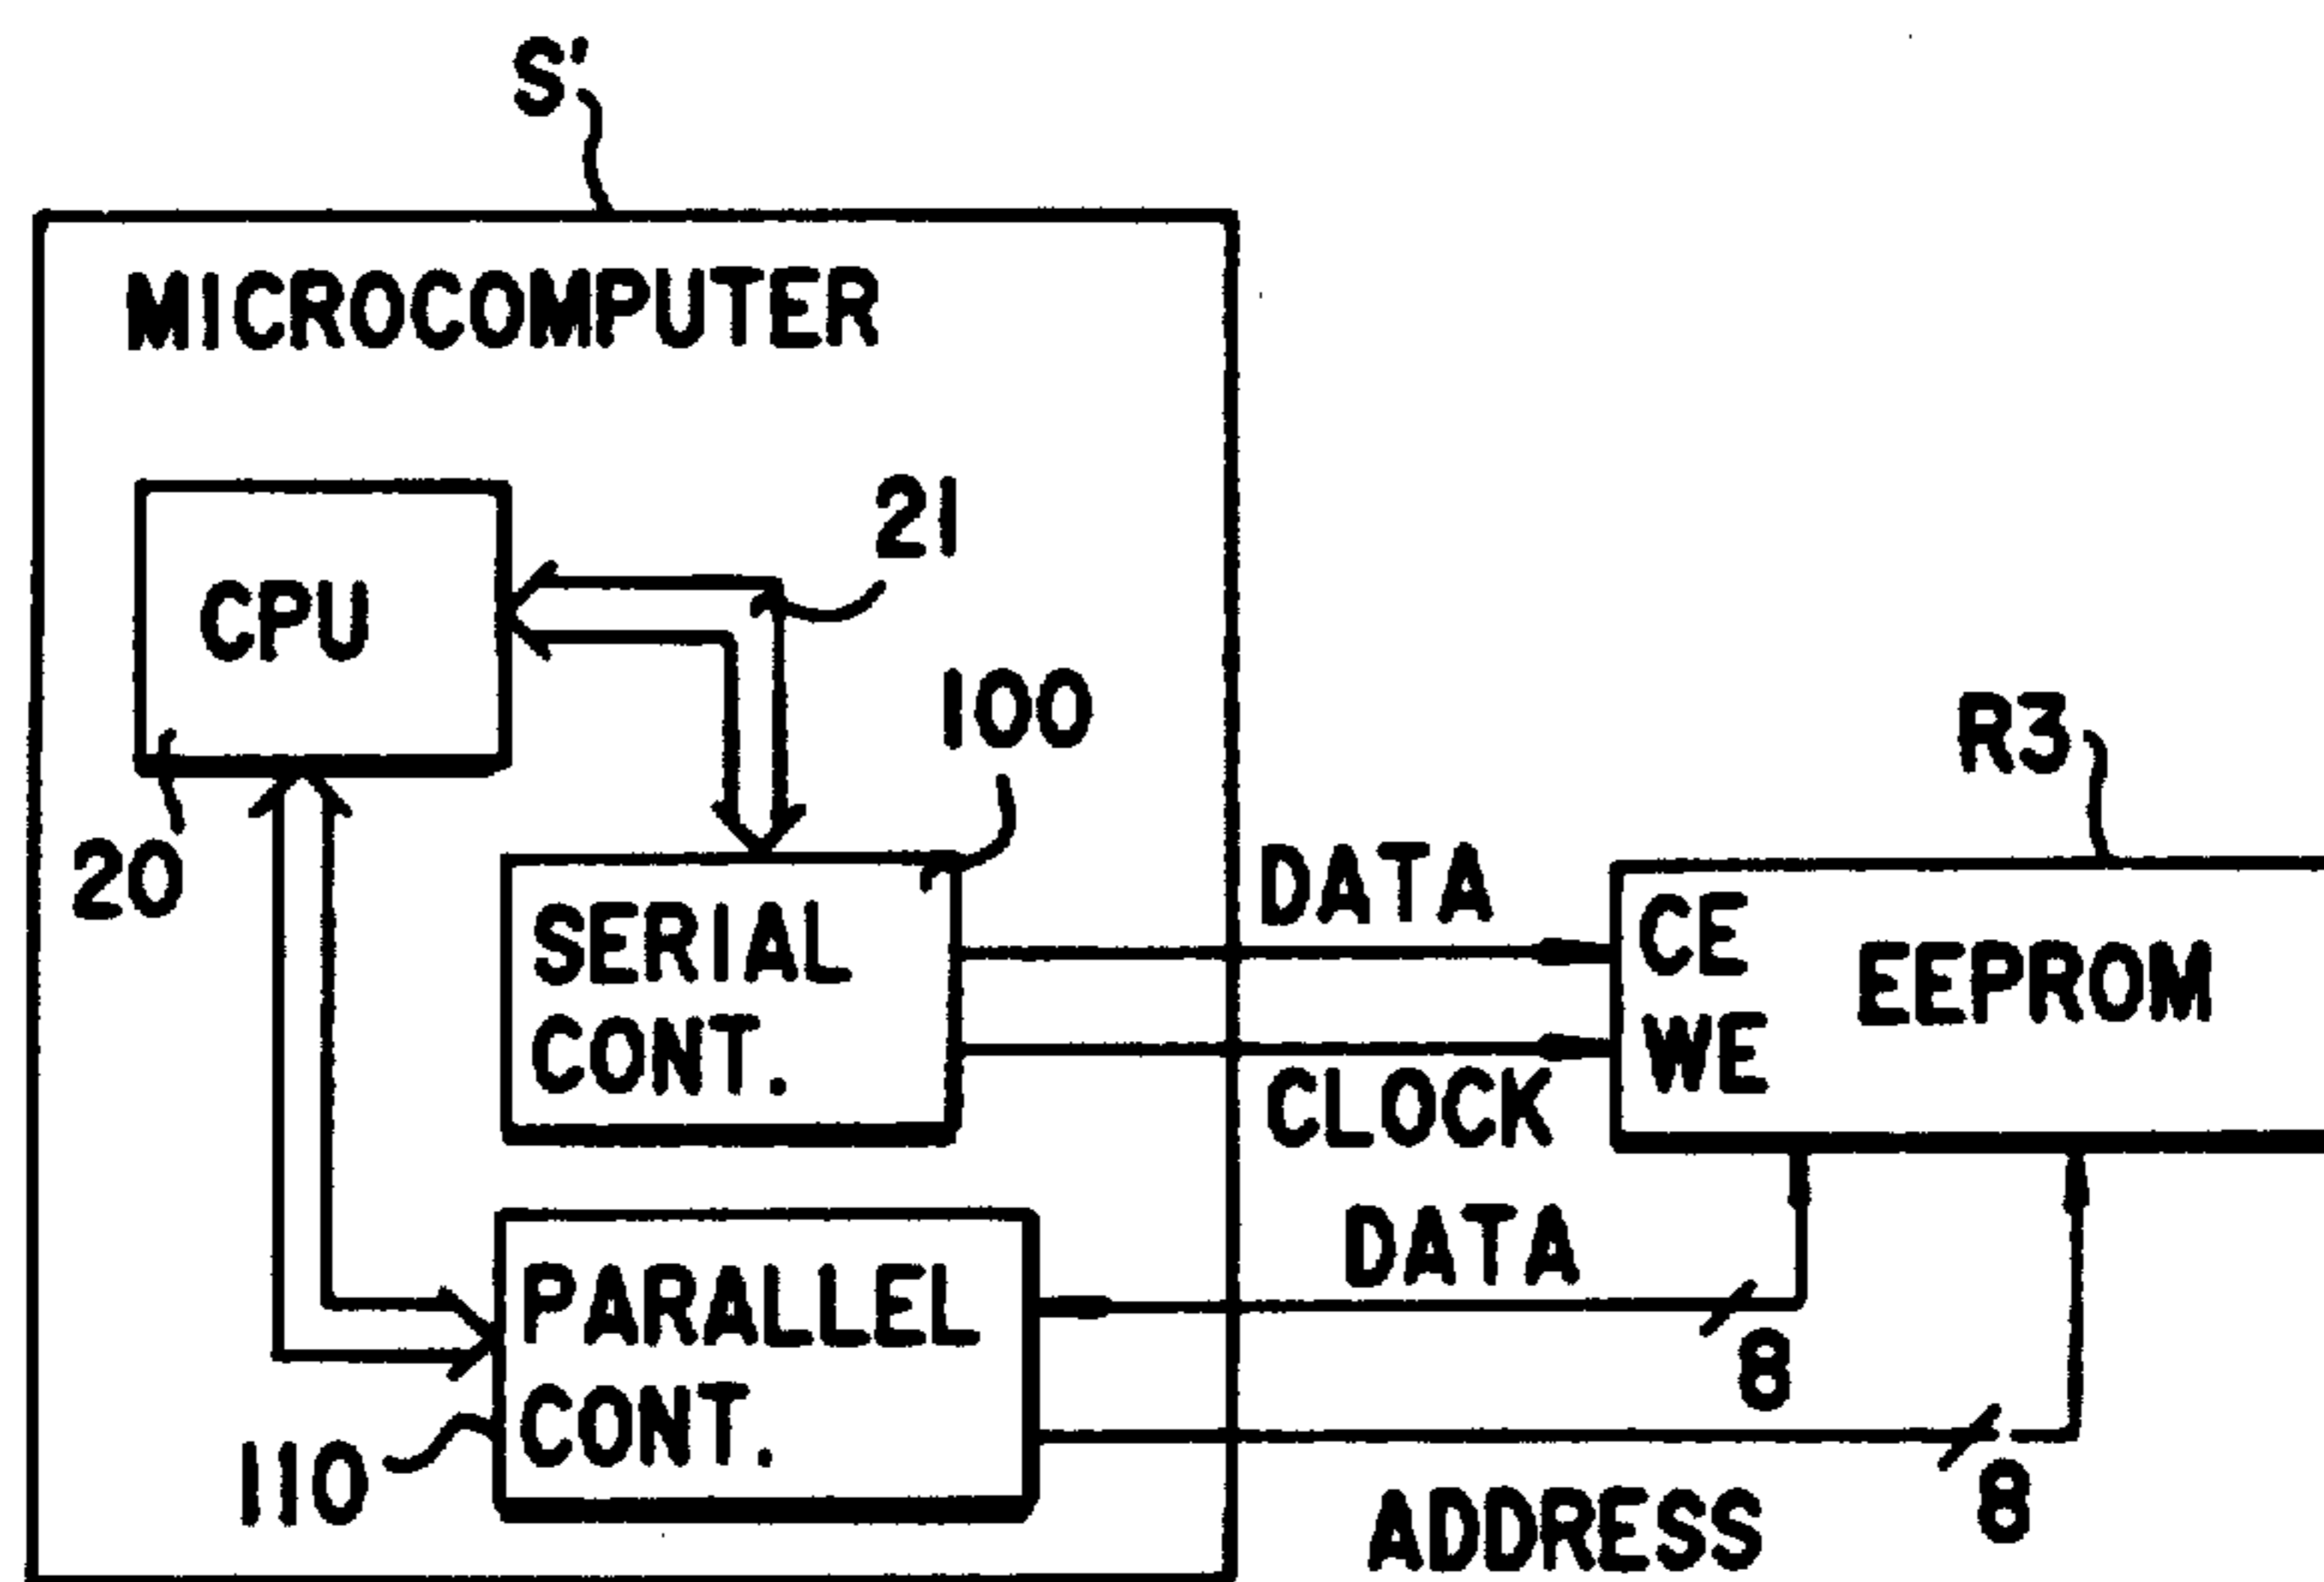 S'
MICROCOMPUTER
21
CPU
100
R3
20
DATA
CE
SERIAL
EEPROM
CONT.
WE
CLOCK
DATA
PARALLEL
8
CONT.
110
8
ADDRESS